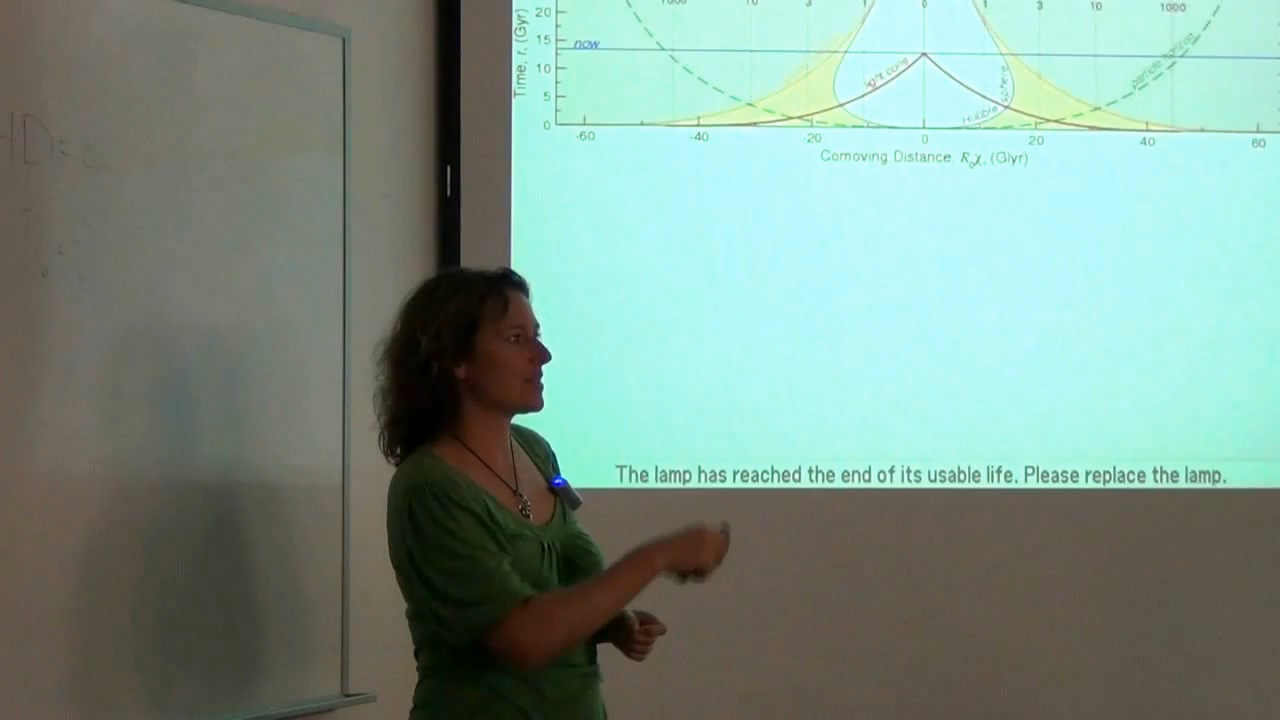 1000 10 3 1 0 1 3 10 1000
20
now
15
10
5
0
Time, t, (Gyr)
light cone
Hubble sphere
particle horizon
-60 -40 -20 0 20 40 60
Comoving Distance, R₀χ, (Glyr)
The lamp has reached the end of its usable life. Please replace the lamp.